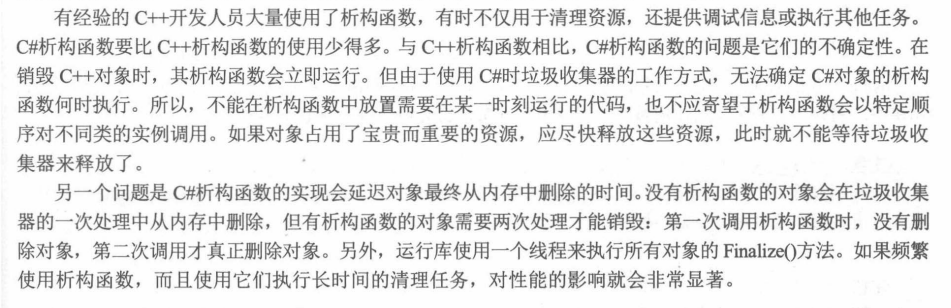 有经验的 C++开发人员大量使用了析构函数，有时不仅用于清理资源，还提供调试信息或执行其他任务。
C#析构函数要比 C++析构函数的使用少得多。与 C++析构函数相比，C#析构函数的问题是它们的不确定性。在
销毁 C++对象时，其析构函数会立即运行。但由于使用 C#时垃圾收集器的工作方式，无法确定 C#对象的析构
函数何时执行。所以，不能在析构函数中放置需要在某一时刻运行的代码，也不应寄望于析构函数会以特定顺
序对不同类的实例调用。如果对象占用了宝贵而重要的资源，应尽快释放这些资源，此时就不能等待垃圾收
集器来释放了。
另一个问题是 C#析构函数的实现会延迟对象最终从内存中删除的时间。没有析构函数的对象会在垃圾收集
器的一次处理中从内存中删除，但有析构函数的对象需要两次处理才能销毁：第一次调用析构函数时，没有删
除对象，第二次调用才真正删除对象。另外，运行库使用一个线程来执行所有对象的 Finalize()方法。如果频繁
使用析构函数，而且使用它们执行长时间的清理任务，对性能的影响就会非常显著。